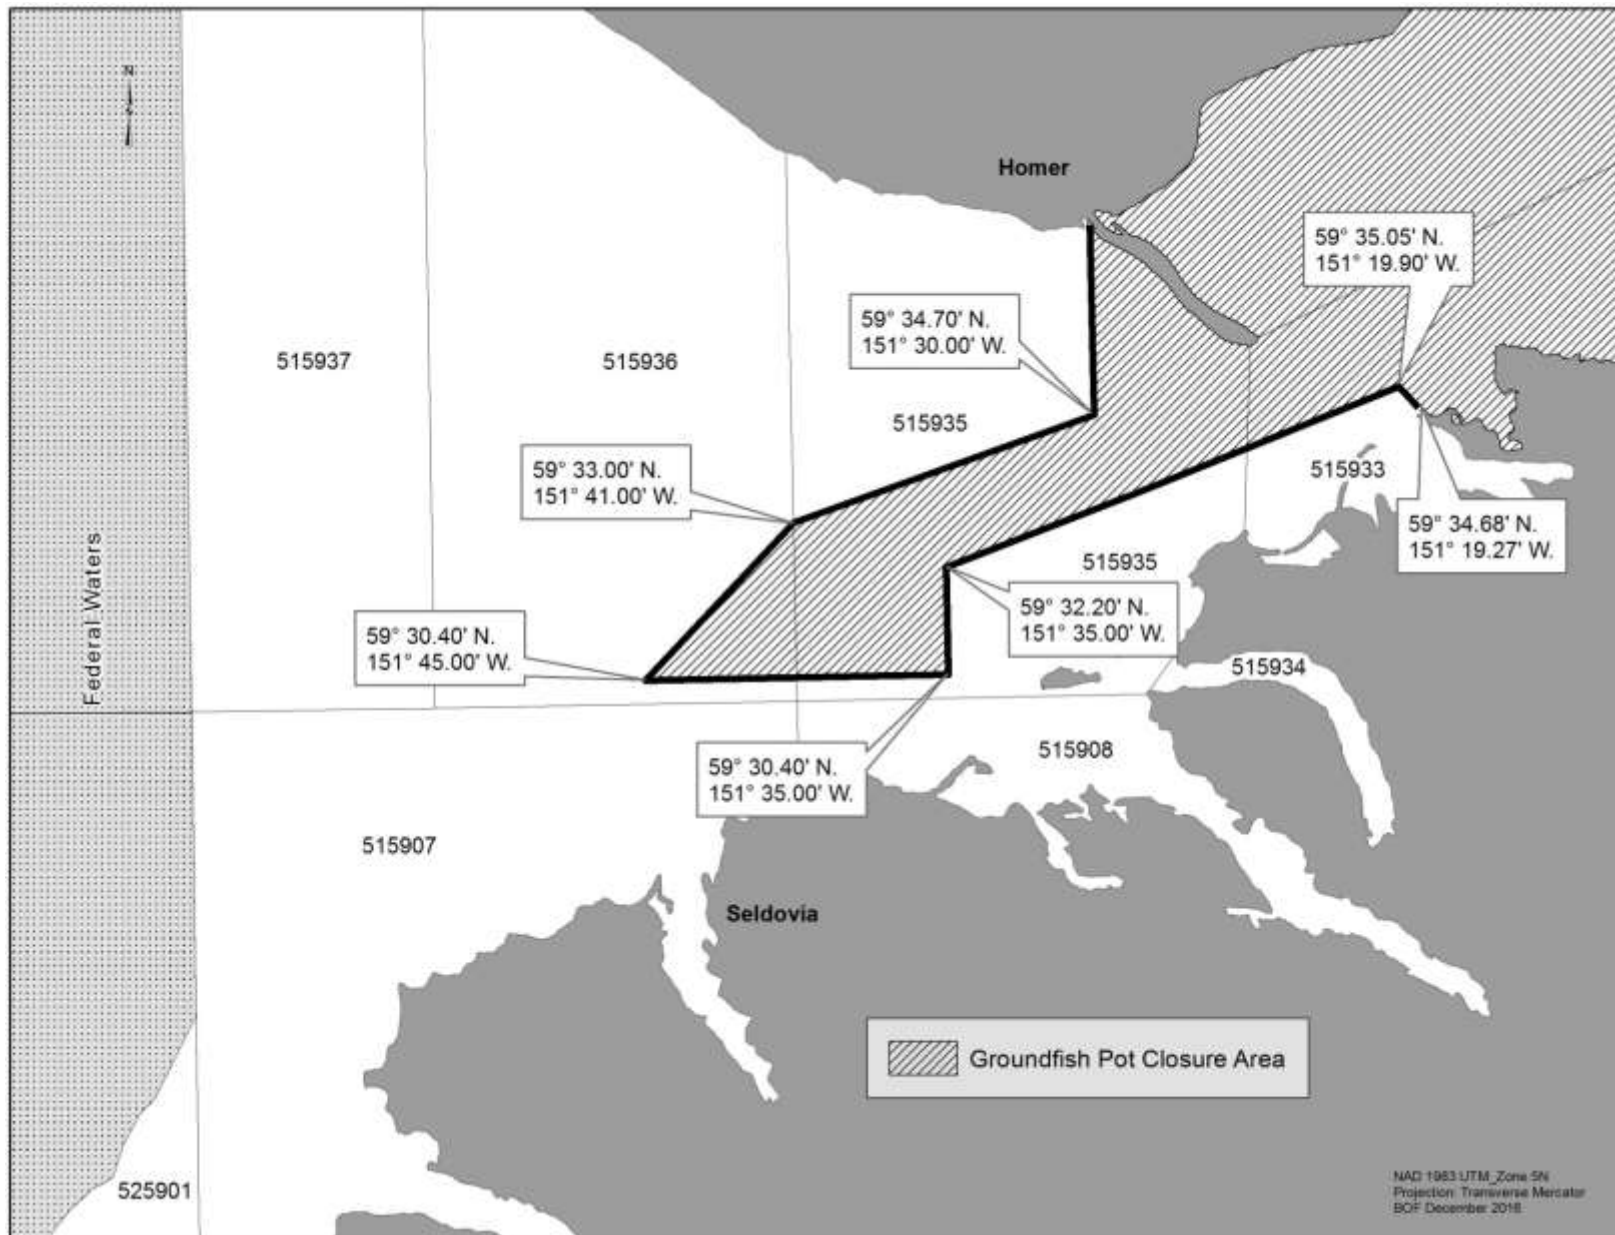 N
Homer
59° 35.05' N.
151° 19.90' W.
59° 34.70' N.
151° 30.00' W.
515937
515936
515935
59° 33.00' N.
151° 41.00' W.
515933
59° 34.68' N.
151° 19.27' W.
515935
59° 32.20' N.
151° 35.00' W.
59° 30.40' N.
151° 45.00' W.
Federal Waters
515934
59° 30.40' N.
151° 35.00' W.
515908
515907
Seldovia
Groundfish Pot Closure Area
525901
NAD 1983 UTM_Zone 5N
Projection: Transverse Mercator
BOF December 2016